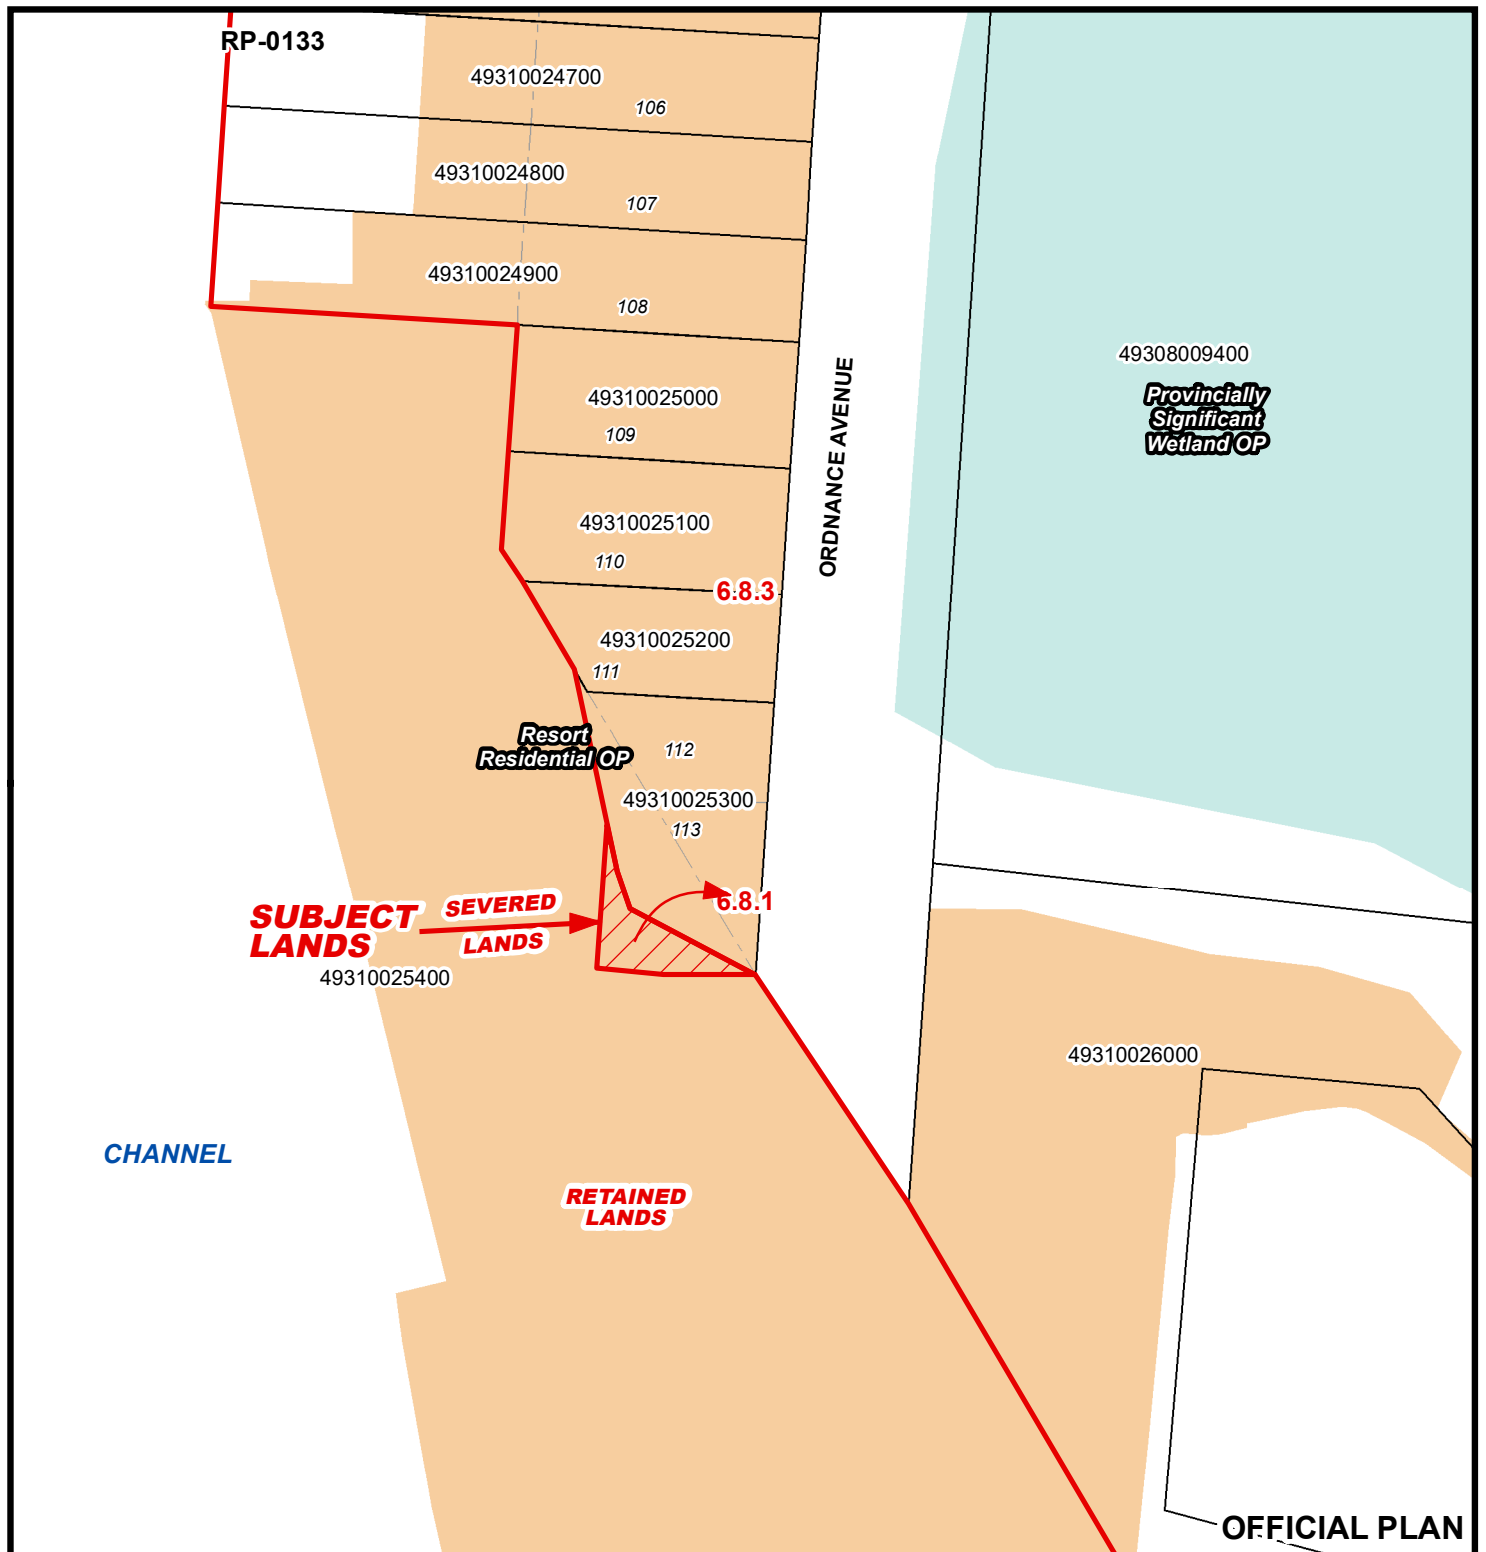 RP-0133
49310024700
106
49310024800
107
49310024900
108
49310025000
109
49310025100
110
6.8.3
49310025200
111
ORDNANCE AVENUE
49308009400
Provincially
Significant
Wetland OP
Resort
Residential OP
112
49310025300
113
6.8.1
SUBJECT
LANDS
SEVERED
LANDS
49310025400
49310026000
CHANNEL
RETAINED
LANDS
OFFICIAL PLAN